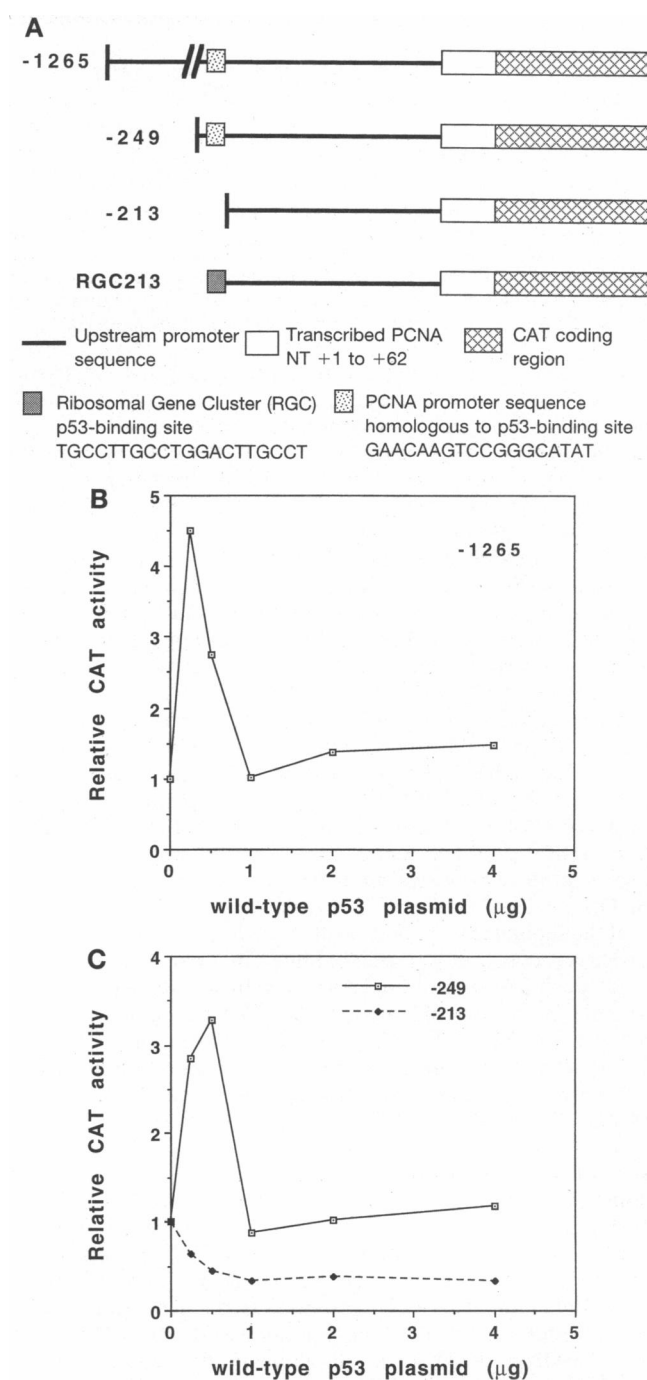 A
-1265
-249
-213
RGC213
Upstream promoter sequence
Transcribed PCNA NT +1 to +62
CAT coding region
Ribosomal Gene Cluster (RGC) p53-binding site TGCCTTGCCTGGACTTGCCT
PCNA promoter sequence homologous to p53-binding site GAACAAGTCCGGGCATAT
B
5
4
3
2
1
0
Relative CAT activity
-1265
0 1 2 3 4 5
wild-type p53 plasmid (µg)
C
4
3
2
1
0
Relative CAT activity
-249
-213
0 1 2 3 4 5
wild-type p53 plasmid (µg)